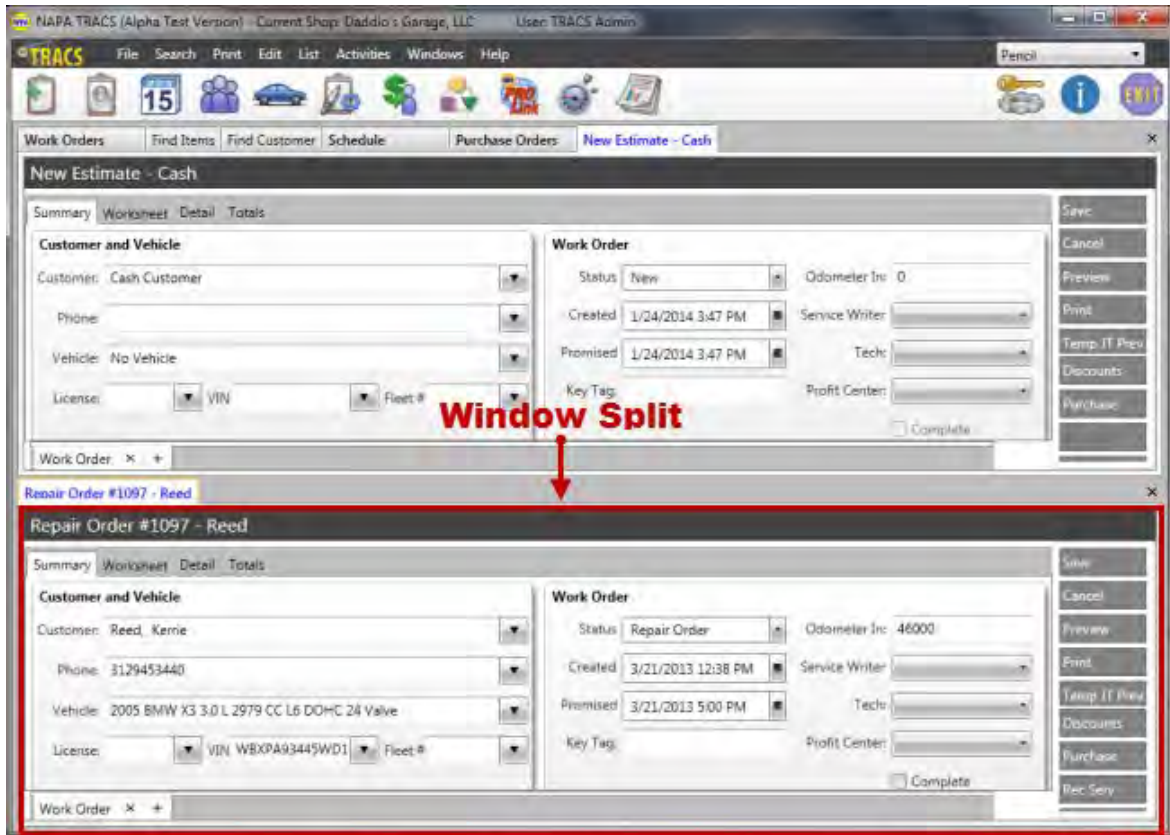 NAPA TRACS (Alpha Test Version) - Current Shop: Daddio's Garage, LLC User: TRACS Admin
TRACS File Search Print Edit List Activities Windows Help Pencil
15 PRO Link EXIT
Work Orders Find Items Find Customer Schedule Purchase Orders New Estimate - Cash
New Estimate - Cash
Summary Worksheet Detail Totals Save
Customer and Vehicle Work Order Cancel
Customer: Cash Customer Status New Odometer In: 0 Preview
Phone: Created 1/24/2014 3:47 PM Service Writer Print
Vehicle: No Vehicle Promised 1/24/2014 3:47 PM Tech: Temp IT Prev
Discounts
License: VIN Fleet # Key Tag: Profit Center: Purchase
Window Split
Complete
Work Order × +
Repair Order #1097 - Reed
Repair Order #1097 - Reed
Summary Worksheet Detail Totals Save
Customer and Vehicle Work Order Cancel
Customer: Reed, Kerrie Status Repair Order Odometer In: 46000 Preview
Phone: 3129453440 Created 3/21/2013 12:38 PM Service Writer Print
Vehicle: 2005 BMW X3 3.0 L 2979 CC L6 DOHC 24 Valve Promised 3/21/2013 5:00 PM Tech: Temp IT Prev
Discounts
License: VIN WBXPA93445WD1 Fleet # Key Tag: Profit Center: Purchase
Complete Rec Serv
Work Order × +